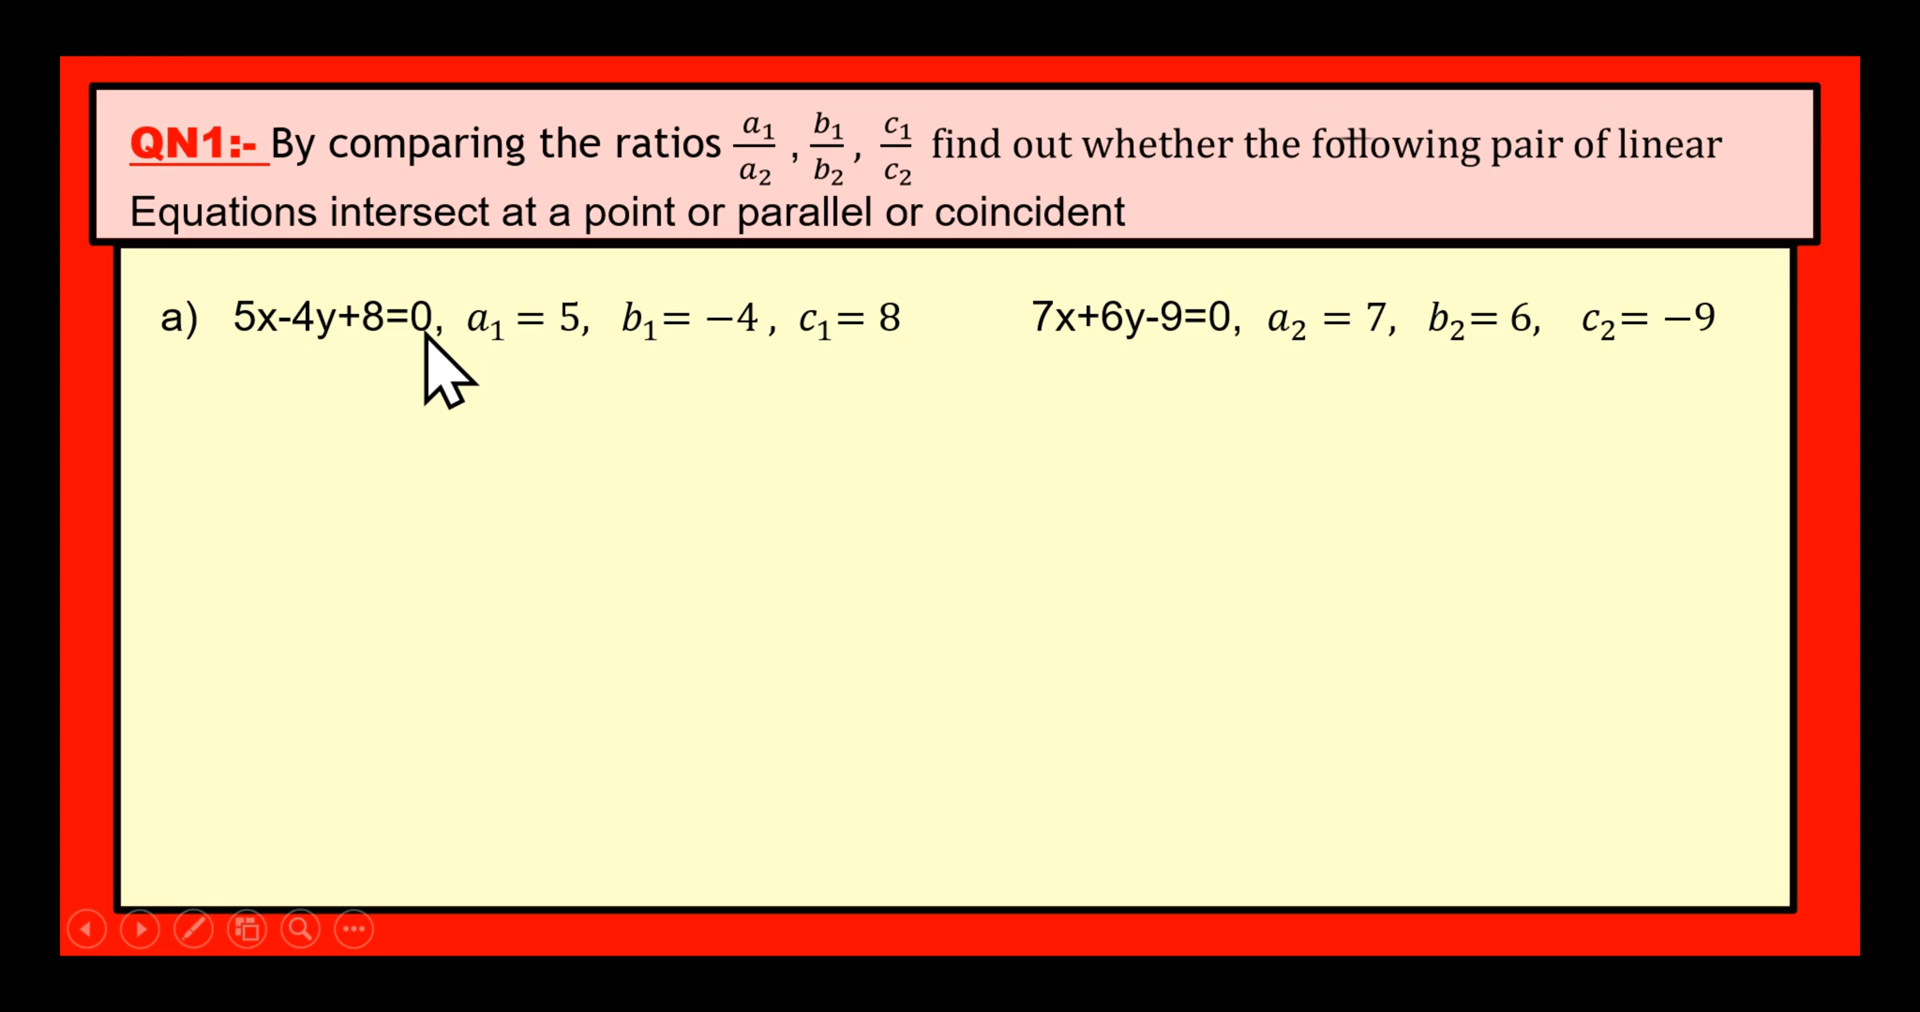 QN1:- By comparing the ratios a₁/a₂ , b₁/b₂, c₁/c₂ find out whether the following pair of linear
Equations intersect at a point or parallel or coincident
a) 5x-4y+8=0, a₁ = 5, b₁= −4 , c₁= 8 7x+6y-9=0, a₂ = 7, b₂= 6, c₂= −9